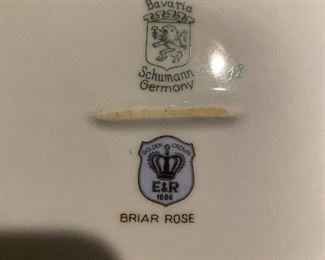 Bavaria
Schumann
Germany
GOLDEN CROWN
E&R
1886
BRIAR ROSE